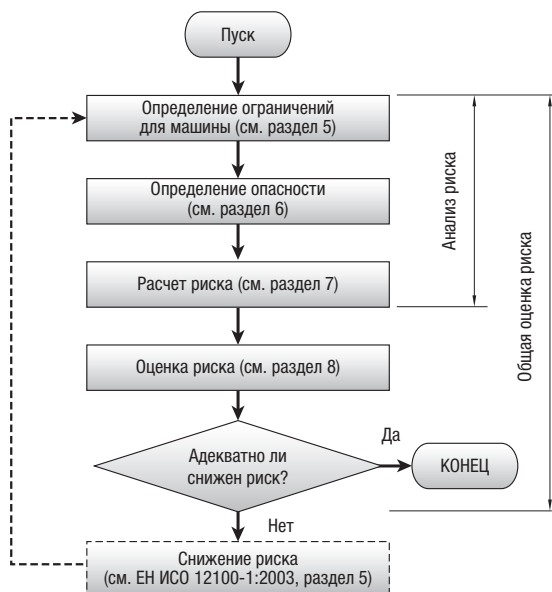 Пуск
Определение ограничений
для машины (см. раздел 5)
Определение опасности
(см. раздел 6)
Расчет риска (см. раздел 7)
Оценка риска (см. раздел 8)
Адекватно ли
снижен риск?
Да
КОНЕЦ
Нет
Снижение риска
(см. ЕН ИСО 12100-1:2003, раздел 5)
Анализ риска
Общая оценка риска